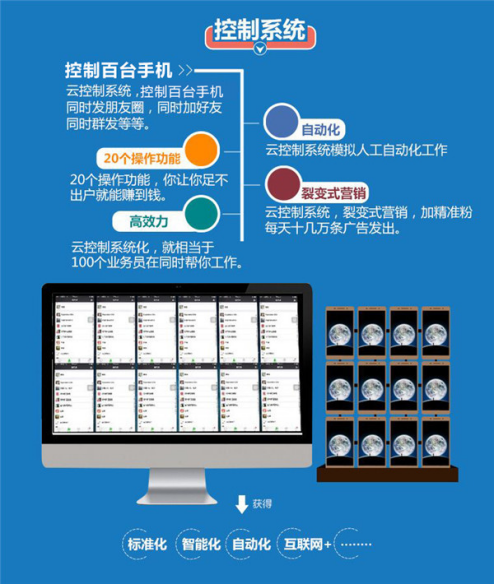 控制系统
控制百台手机 >>
云控制系统，控制百台手机
同时发朋友圈，同时加好友
同时群发等等。
自动化
云控制系统模拟人工自动化工作
20个操作功能
20个操作功能，你让你足不
出户就能赚到钱。
裂变式营销
云控制系统，裂变式营销，加精准粉
每天十几万条广告发出。
高效力
云控制系统化，就相当于
100个业务员在同时帮你工作。
获得
标准化 智能化 自动化 互联网+ ········